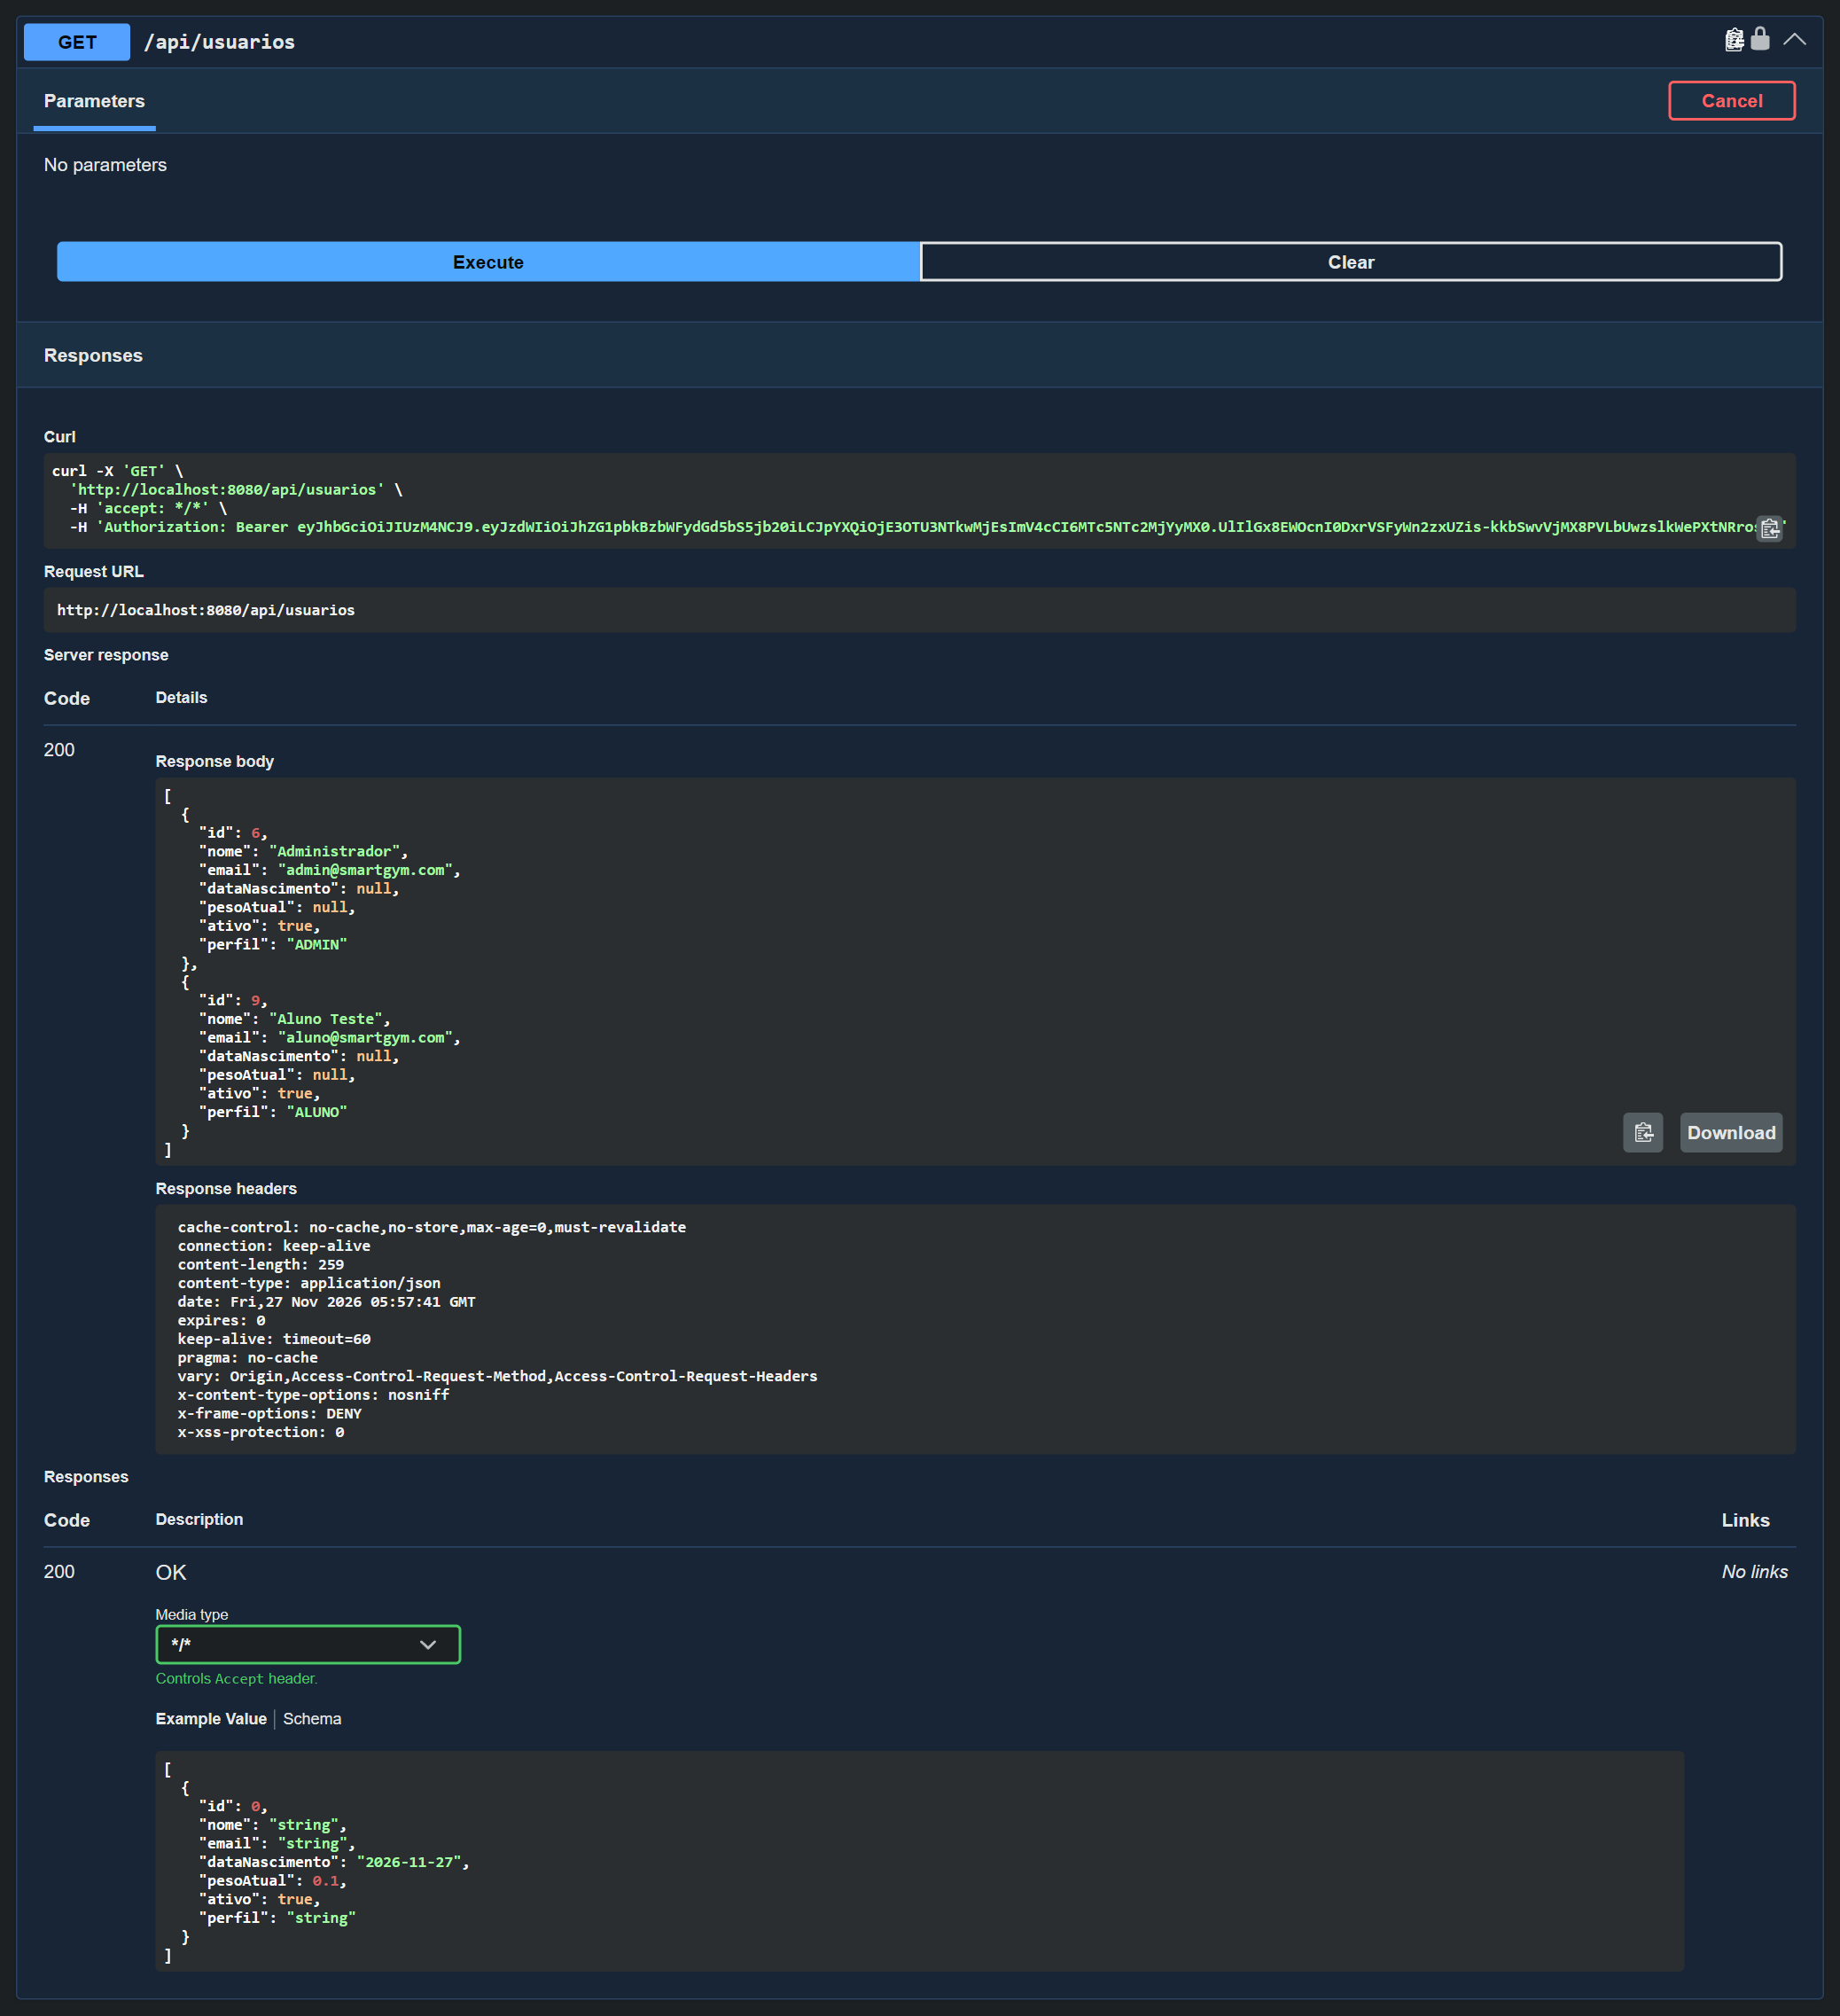 GET /api/usuarios
Parameters
Cancel
No parameters
Execute
Clear
Responses
Curl
curl -X 'GET' \
  'http://localhost:8080/api/usuarios' \
  -H 'accept: */*' \
  -H 'Authorization: Bearer eyJhbGciOiJIUzM4NCJ9.eyJzdWIiOiJhZG1pbkBzbWFydGd5bS5jb20iLCJpYXQiOjE3OTU3NTkwMjEsImV4cCI6MTc5NTc2MjYyMX0.UlIlGx8EWOcnI0DxrVSFyWn2zxUZis-kkbSwvVjMX8PVLbUwzslkWePXtNRros
Request URL
http://localhost:8080/api/usuarios
Server response
Code Details
200
Response body
[
  {
    "id": 6,
    "nome": "Administrador",
    "email": "admin@smartgym.com",
    "dataNascimento": null,
    "pesoAtual": null,
    "ativo": true,
    "perfil": "ADMIN"
  },
  {
    "id": 9,
    "nome": "Aluno Teste",
    "email": "aluno@smartgym.com",
    "dataNascimento": null,
    "pesoAtual": null,
    "ativo": true,
    "perfil": "ALUNO"
  }
]
Download
Response headers
cache-control: no-cache,no-store,max-age=0,must-revalidate
connection: keep-alive
content-length: 259
content-type: application/json
date: Fri,27 Nov 2026 05:57:41 GMT
expires: 0
keep-alive: timeout=60
pragma: no-cache
vary: Origin,Access-Control-Request-Method,Access-Control-Request-Headers
x-content-type-options: nosniff
x-frame-options: DENY
x-xss-protection: 0
Responses
Code Description Links
200 OK No links
Media type
*/*
Controls Accept header.
Example Value Schema
[
  {
    "id": 0,
    "nome": "string",
    "email": "string",
    "dataNascimento": "2026-11-27",
    "pesoAtual": 0.1,
    "ativo": true,
    "perfil": "string"
  }
]